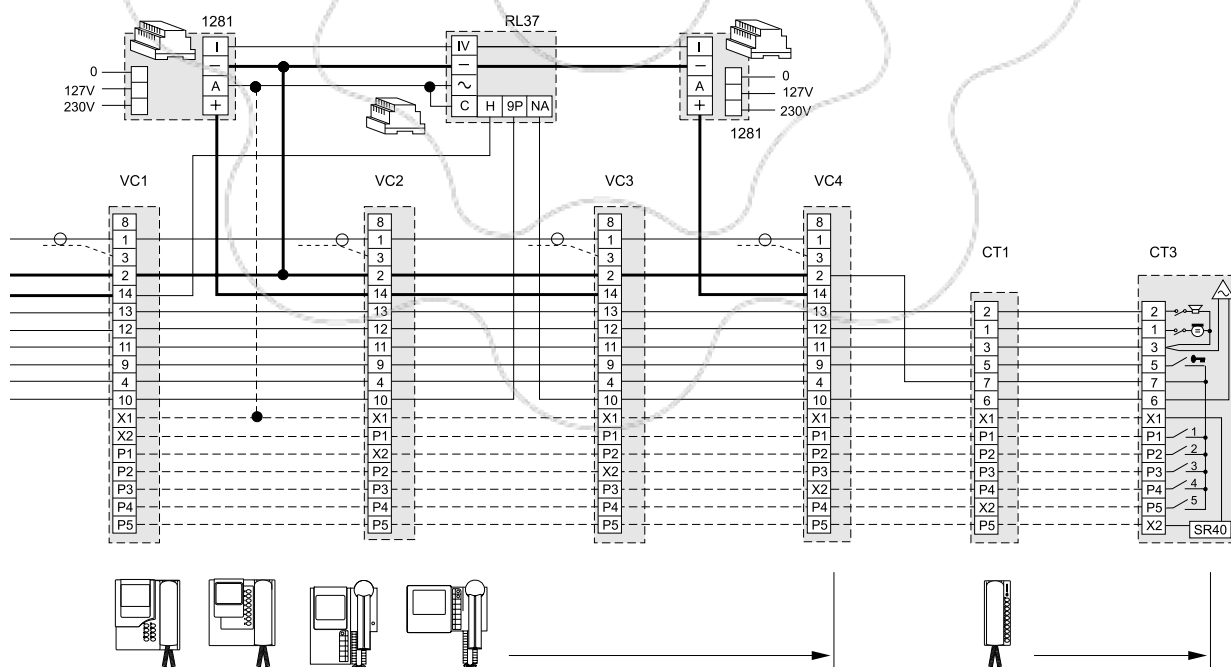 1281
RL37
I
−
A
+
0
127V
230V
IV
−
~
C H 9P NA
I
−
A
+
0
127V
230V
1281
VC1
8
1
3
2
14
13
12
11
9
4
10
X1
X2
P1
P2
P3
P4
P5
VC2
8
1
3
2
14
13
12
11
9
4
10
X1
P1
X2
P2
P3
P4
P5
VC3
8
1
3
2
14
13
12
11
9
4
10
X1
P1
P2
X2
P3
P4
P5
VC4
8
1
3
2
14
13
12
11
9
4
10
X1
P1
P2
P3
X2
P4
P5
CT1
2
1
3
5
7
6
X1
P1
P2
P3
P4
X2
P5
CT3
2
1
3
5
7
6
X1
P1 1
P2 2
P3 3
P4 4
P5 5
X2
SR40